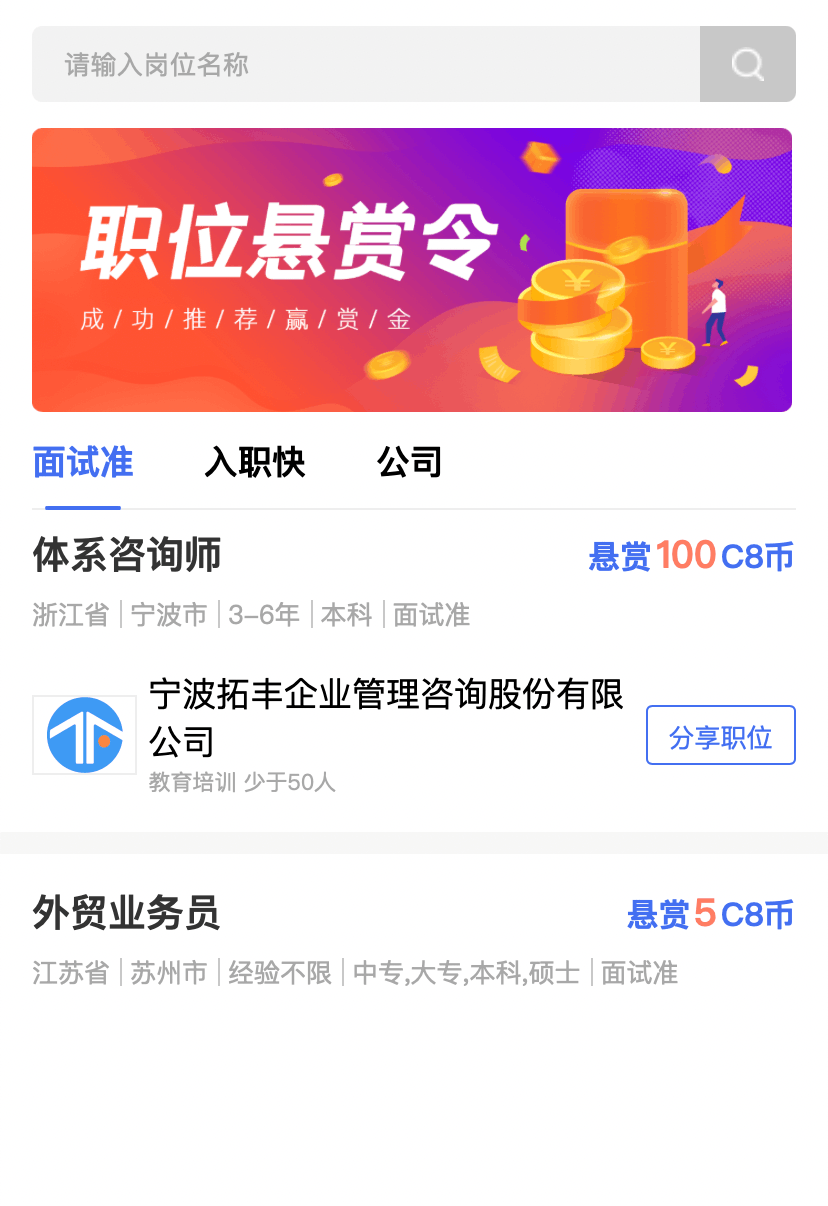 请输入岗位名称
职位悬赏令
成/功/推/荐/赢/赏/金
面试准 入职快 公司
体系咨询师 悬赏100C8币
浙江省 | 宁波市 | 3-6年 | 本科 | 面试准
宁波拓丰企业管理咨询股份有限
公司
分享职位
教育培训 少于50人
外贸业务员 悬赏5C8币
江苏省 | 苏州市 | 经验不限 | 中专,大专,本科,硕士 | 面试准